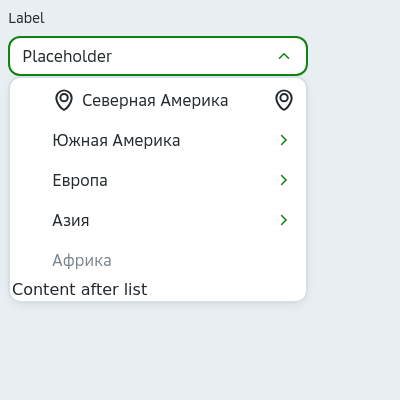 Label
Placeholder
Северная Америка
Южная Америка
Европа
Азия
Африка
Content after list